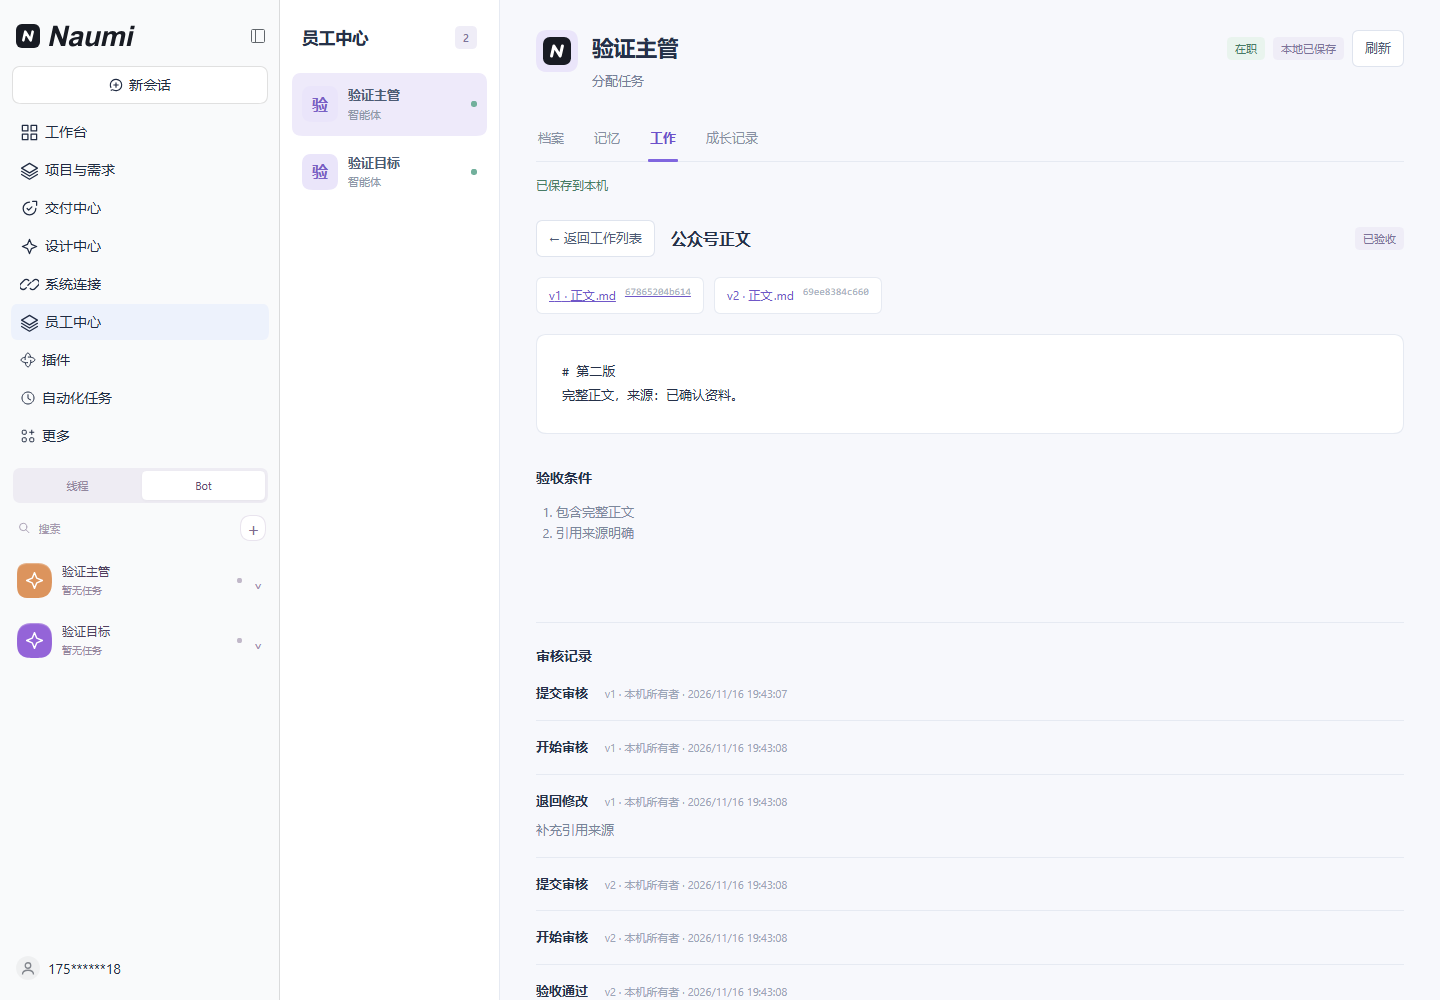 Naumi
新会话
工作台
项目与需求
交付中心
设计中心
系统连接
员工中心
插件
自动化任务
更多
线程
Bot
搜索
验证主管
暂无任务
验证目标
暂无任务
175******18
员工中心
2
验
验证主管
智能体
验
验证目标
智能体
验证主管
分配任务
在职
本地已保存
刷新
档案
记忆
工作
成长记录
已保存到本机
← 返回工作列表
公众号正文
已验收
v1 · 正文.md 67865204b614
v2 · 正文.md 69ee8384c660
# 第二版
完整正文，来源：已确认资料。
验收条件
1. 包含完整正文
2. 引用来源明确
审核记录
提交审核 v1 · 本机所有者 · 2026/11/16 19:43:07
开始审核 v1 · 本机所有者 · 2026/11/16 19:43:08
退回修改 v1 · 本机所有者 · 2026/11/16 19:43:08
补充引用来源
提交审核 v2 · 本机所有者 · 2026/11/16 19:43:08
开始审核 v2 · 本机所有者 · 2026/11/16 19:43:08
验收通过 v2 · 本机所有者 · 2026/11/16 19:43:08